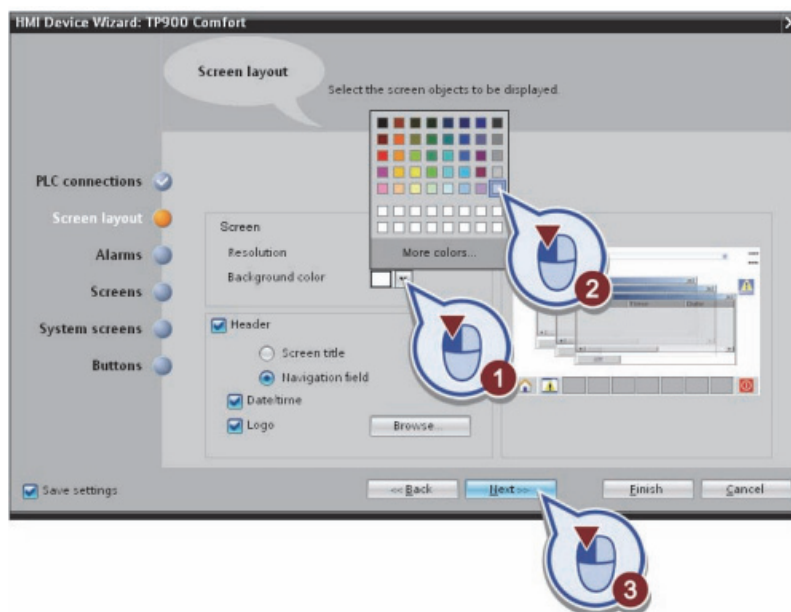 HMI Device Wizard: TP900 Comfort
Screen layout
Select the screen objects to be displayed.
PLC connections
Screen layout
Alarms
Screens
System screens
Buttons
Screen
Resolution
Background color
More colors...
Header
Screen title
Navigation field
Date/time
Logo
Browse...
1
2
Save settings
<< Back
Next >>
Finish
Cancel
3